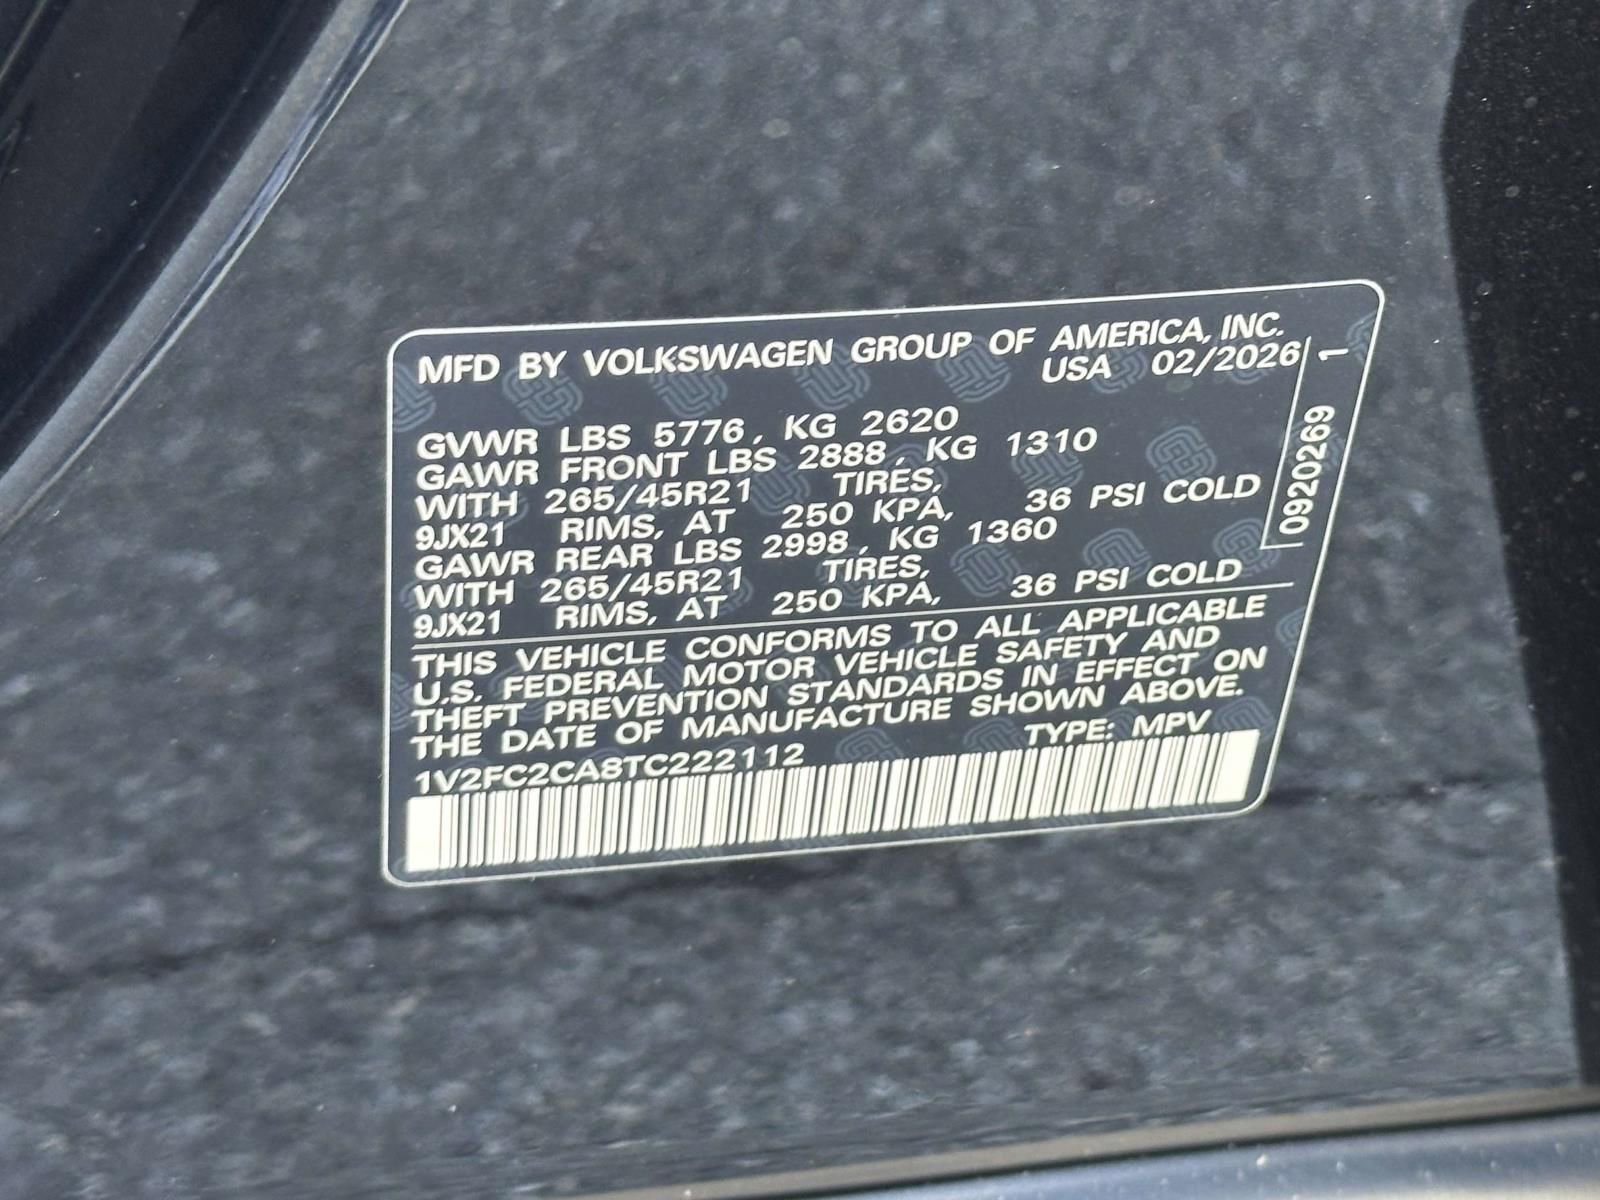 MFD BY VOLKSWAGEN GROUP OF AMERICA, INC.
USA 02/2026
GVWR LBS 5776, KG 2620
GAWR FRONT LBS 2888, KG 1310
WITH 265/45R21 TIRES,
9JX21 RIMS, AT 250 KPA, 36 PSI COLD
GAWR REAR LBS 2998, KG 1360
WITH 265/45R21 TIRES,
9JX21 RIMS, AT 250 KPA, 36 PSI COLD
THIS VEHICLE CONFORMS TO ALL APPLICABLE
U.S. FEDERAL MOTOR VEHICLE SAFETY AND
THEFT PREVENTION STANDARDS IN EFFECT ON
THE DATE OF MANUFACTURE SHOWN ABOVE.
TYPE: MPV
1V2FC2CA8TC222112
0920269 1